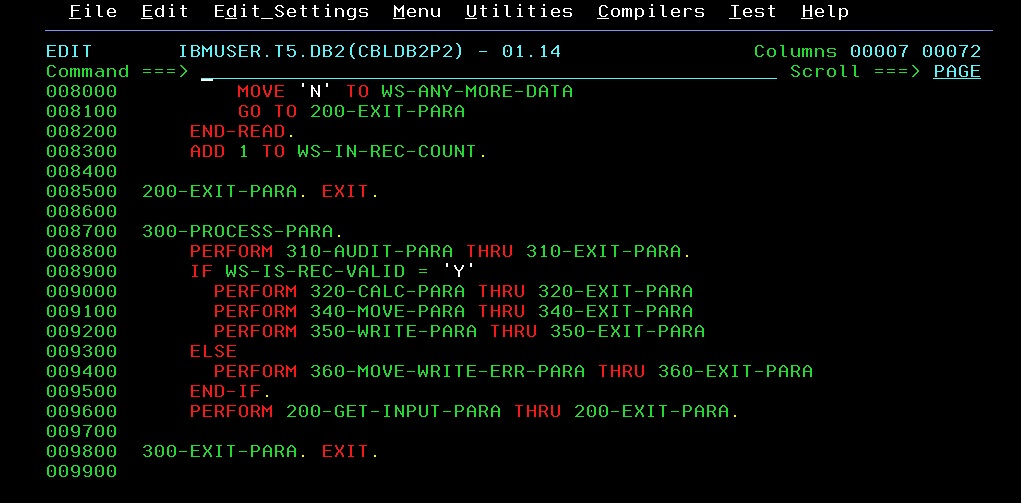 File  Edit  Edit_Settings  Menu  Utilities  Compilers  Test  Help
EDIT       IBMUSER.T5.DB2(CBLDB2P2) - 01.14                Columns 00007 00072
Command ===>                                                  Scroll ===> PAGE
008000          MOVE 'N' TO WS-ANY-MORE-DATA
008100          GO TO 200-EXIT-PARA
008200      END-READ.
008300      ADD 1 TO WS-IN-REC-COUNT.
008400
008500  200-EXIT-PARA. EXIT.
008600
008700  300-PROCESS-PARA.
008800      PERFORM 310-AUDIT-PARA THRU 310-EXIT-PARA.
008900      IF WS-IS-REC-VALID = 'Y'
009000        PERFORM 320-CALC-PARA THRU 320-EXIT-PARA
009100        PERFORM 340-MOVE-PARA THRU 340-EXIT-PARA
009200        PERFORM 350-WRITE-PARA THRU 350-EXIT-PARA
009300      ELSE
009400        PERFORM 360-MOVE-WRITE-ERR-PARA THRU 360-EXIT-PARA
009500      END-IF.
009600      PERFORM 200-GET-INPUT-PARA THRU 200-EXIT-PARA.
009700
009800  300-EXIT-PARA. EXIT.
009900